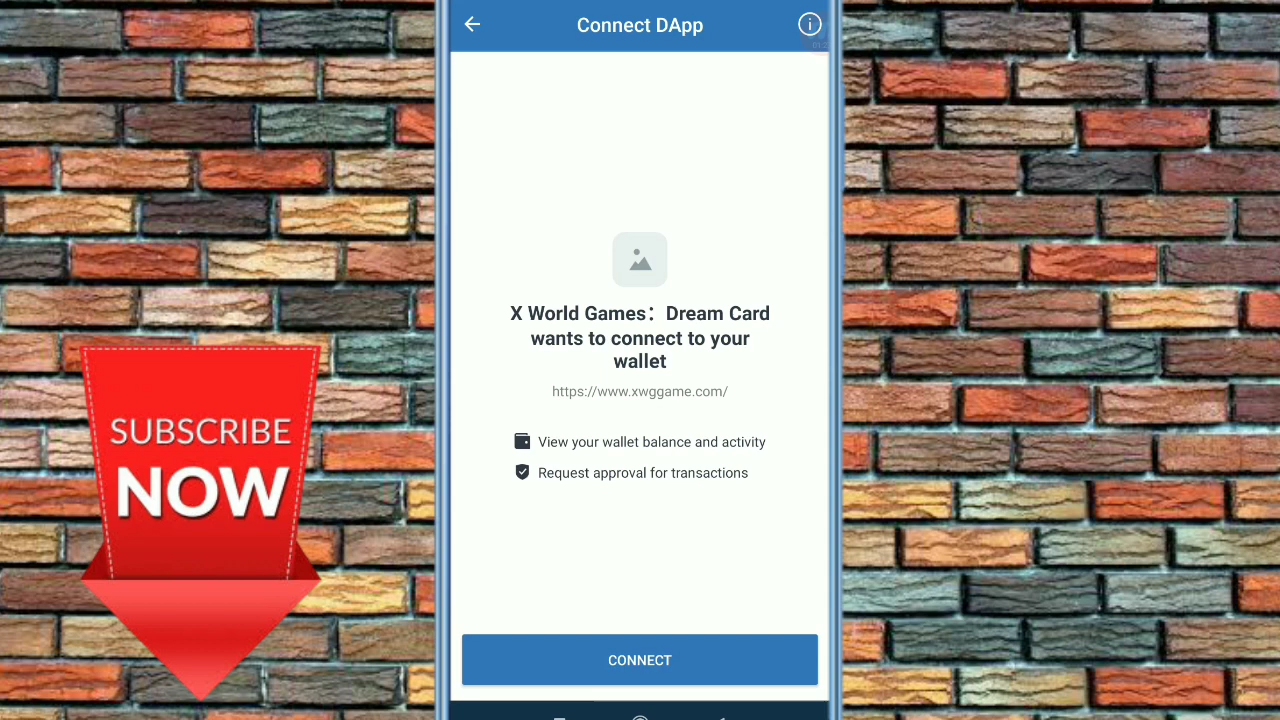 Connect DApp
X World Games：Dream Card
wants to connect to your
wallet
https://www.xwggame.com/
View your wallet balance and activity
Request approval for transactions
CONNECT
SUBSCRIBE
NOW